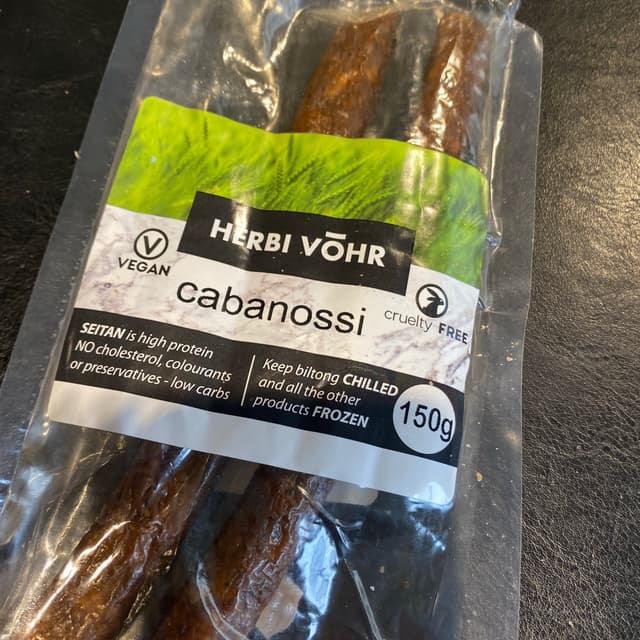 HERBI VŌHR
V
VEGAN
cabanossi
cruelty FREE
SEITAN is high protein
NO cholesterol, colourants
or preservatives - low carbs
Keep biltong CHILLED
and all the other
products FROZEN
150g